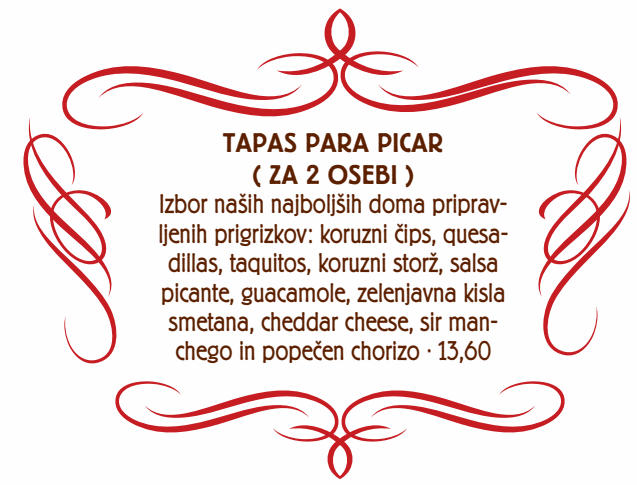 TAPAS PARA PICAR
( ZA 2 OSEBI )
Izbor naših najboljših doma priprav-
ljenih prigrizkov: koruzni čips, quesa-
dillas, taquitos, koruzni storž, salsa
picante, guacamole, zelenjavna kisla
smetana, cheddar cheese, sir man-
chego in popečen chorizo · 13,60